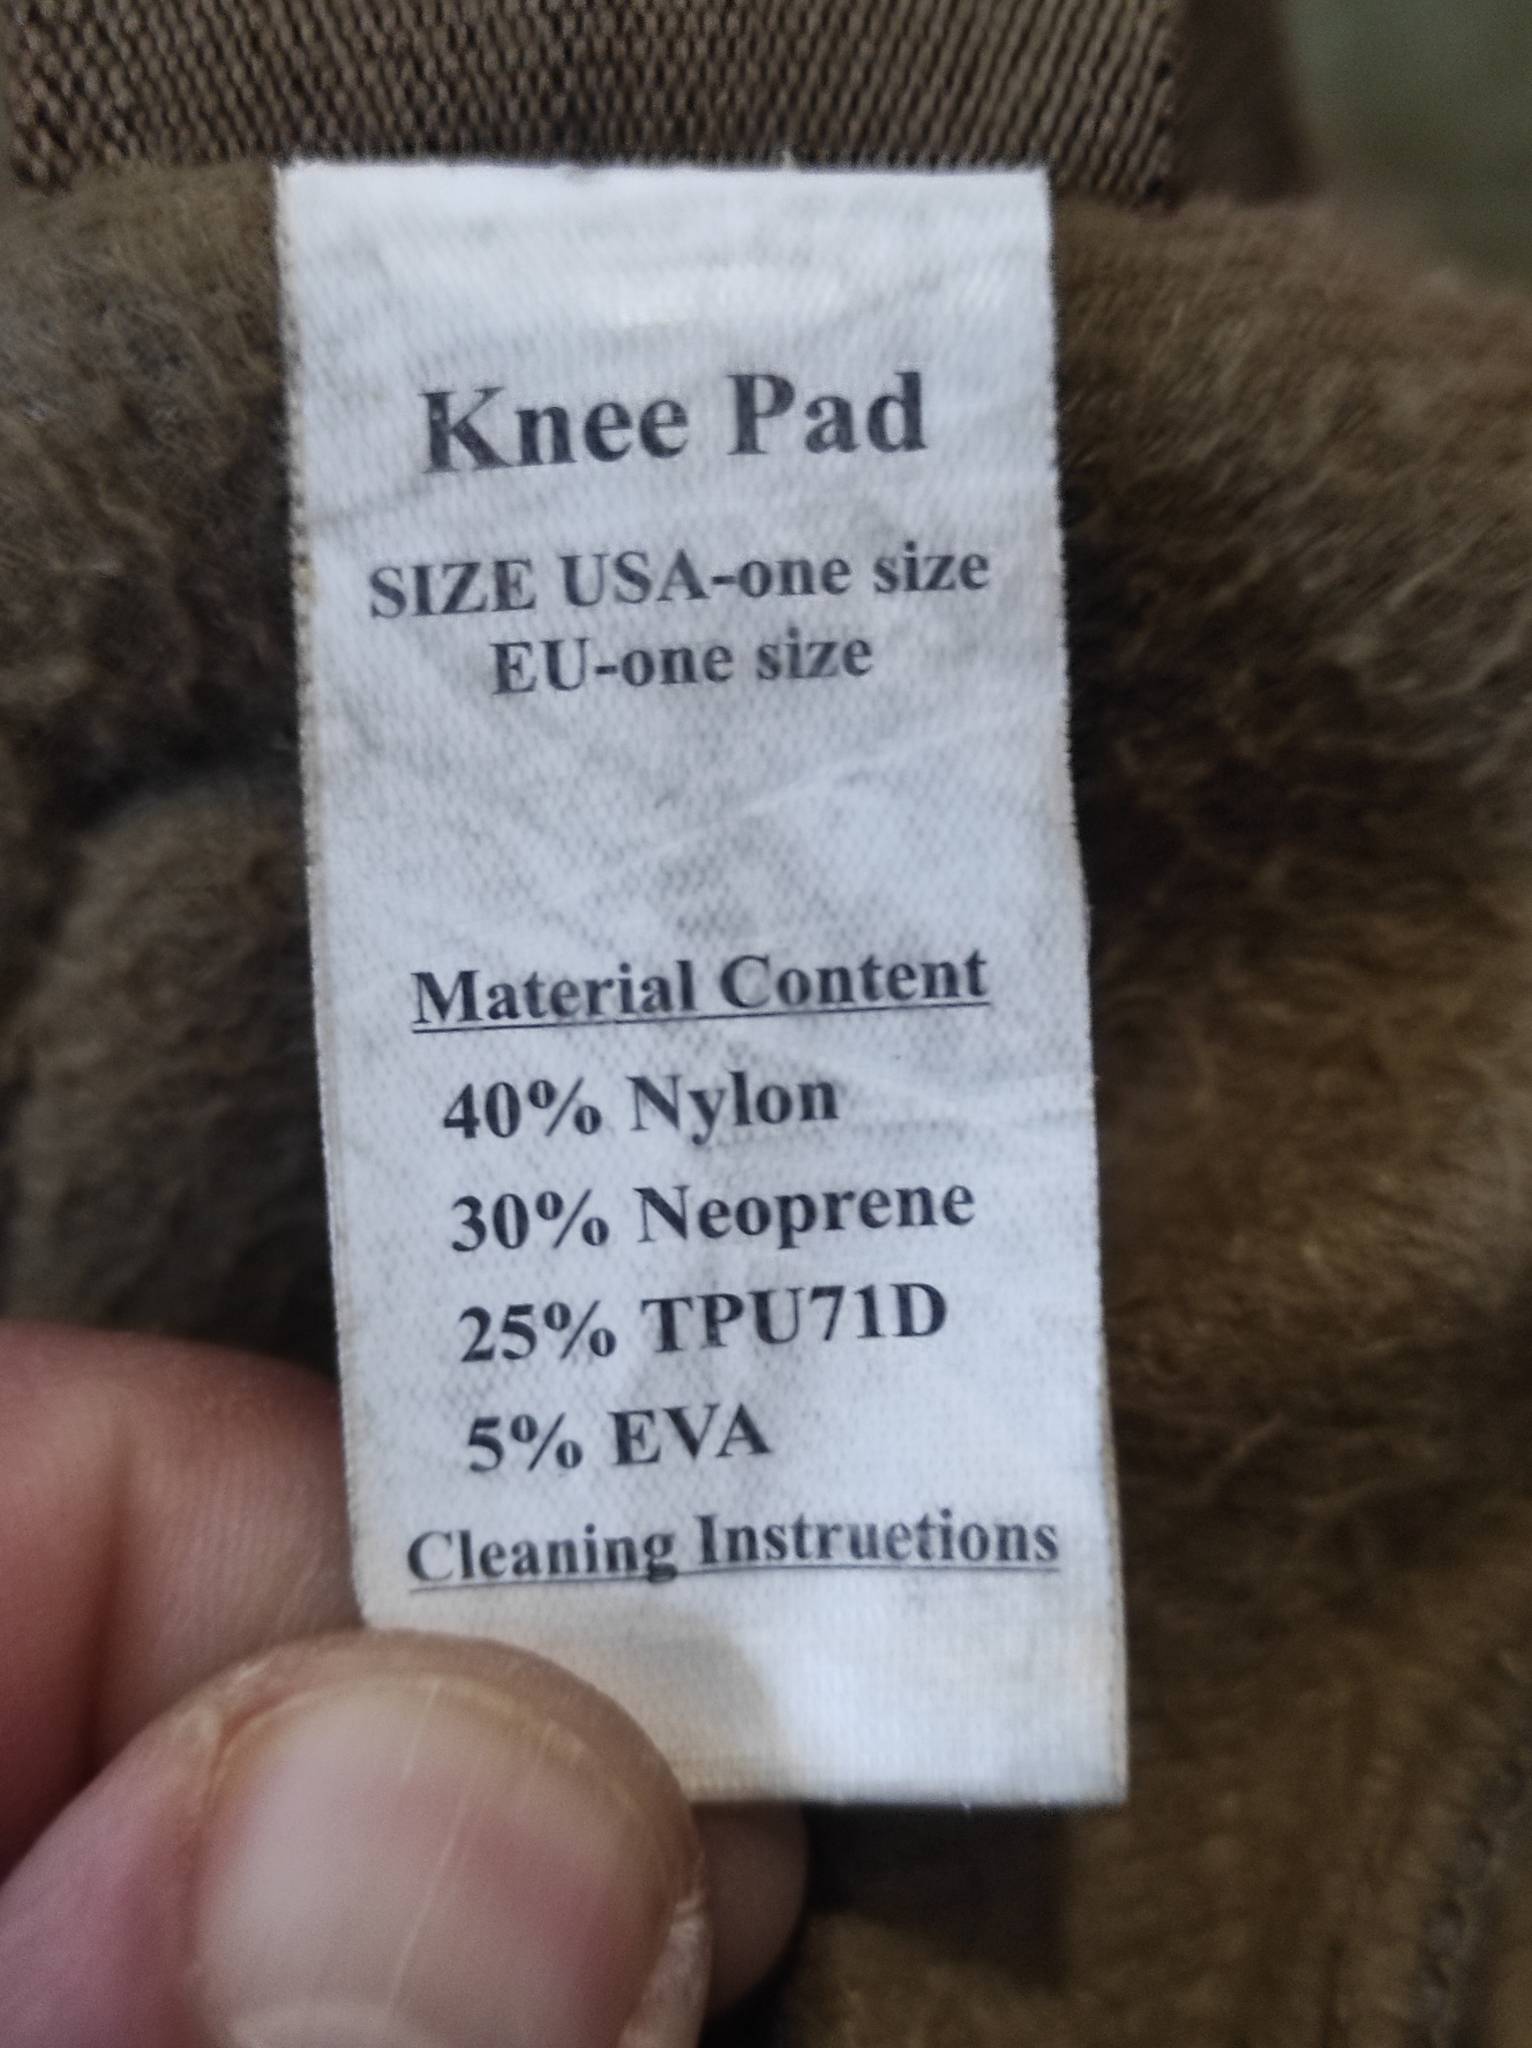 Knee Pad
SIZE USA-one size
EU-one size
Material Content
40% Nylon
30% Neoprene
25% TPU71D
5% EVA
Cleaning Instruetions